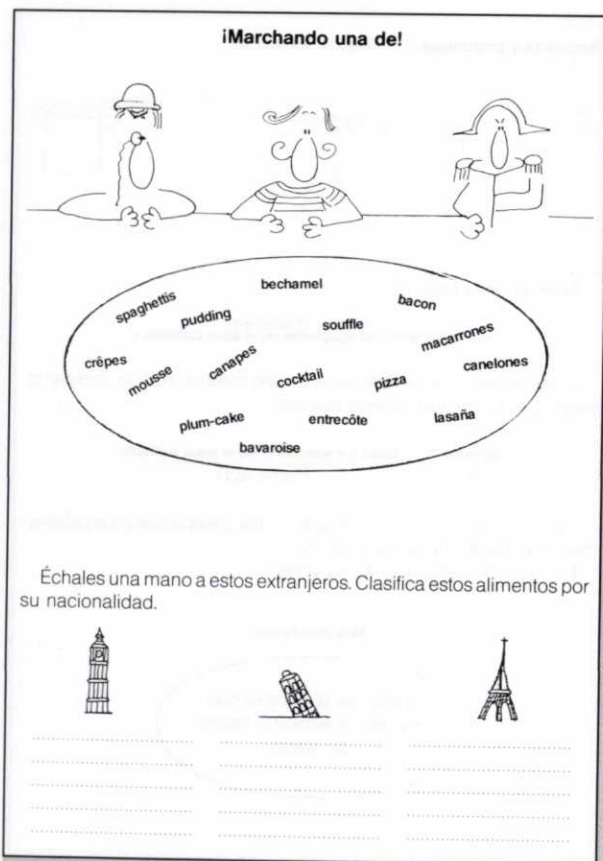 ¡Marchando una de!
bechamel
spaghettis
bacon
pudding
souffle
macarrones
crêpes
canapes
canelones
mousse
cocktail
pizza
plum-cake
entrecôte
lasaña
bavaroise
Échales una mano a estos extranjeros. Clasifica estos alimentos por
su nacionalidad.